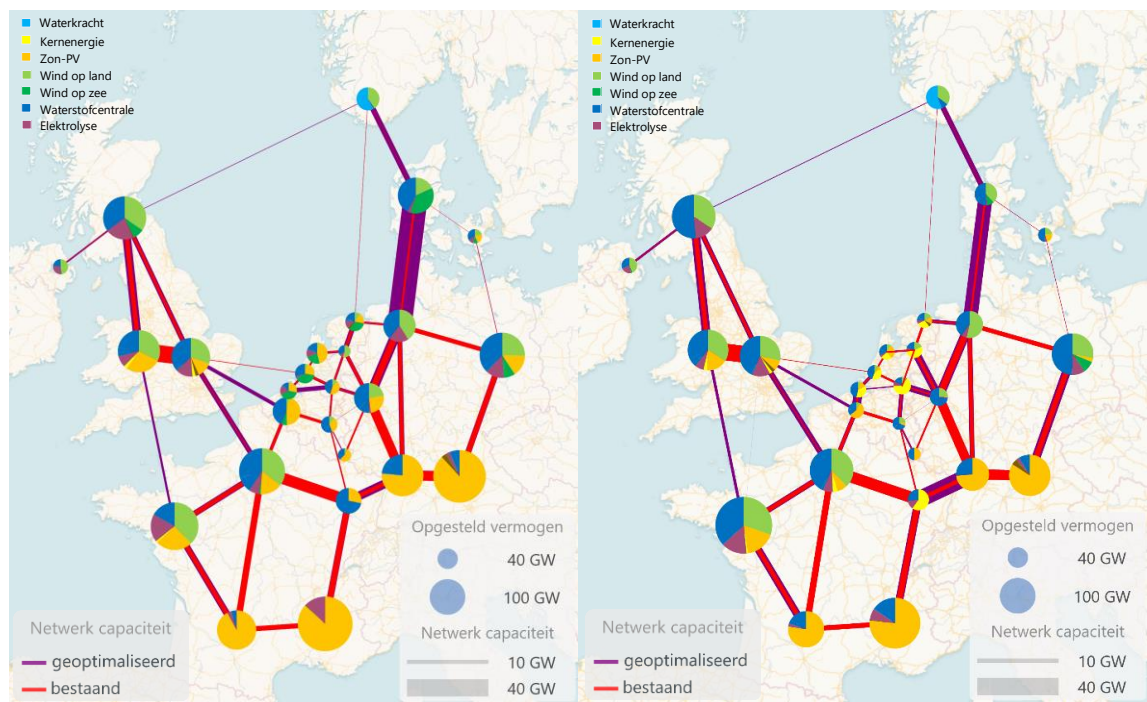 Waterkracht
Kernenergie
Zon-PV
Wind op land
Wind op zee
Waterstofcentrale
Elektrolyse
Opgesteld vermogen
40 GW
100 GW
Netwerk capaciteit
10 GW
40 GW
Netwerk capaciteit
geoptimaliseerd
bestaand
Waterkracht
Kernenergie
Zon-PV
Wind op land
Wind op zee
Waterstofcentrale
Elektrolyse
Opgesteld vermogen
40 GW
100 GW
Netwerk capaciteit
10 GW
40 GW
Netwerk capaciteit
geoptimaliseerd
bestaand